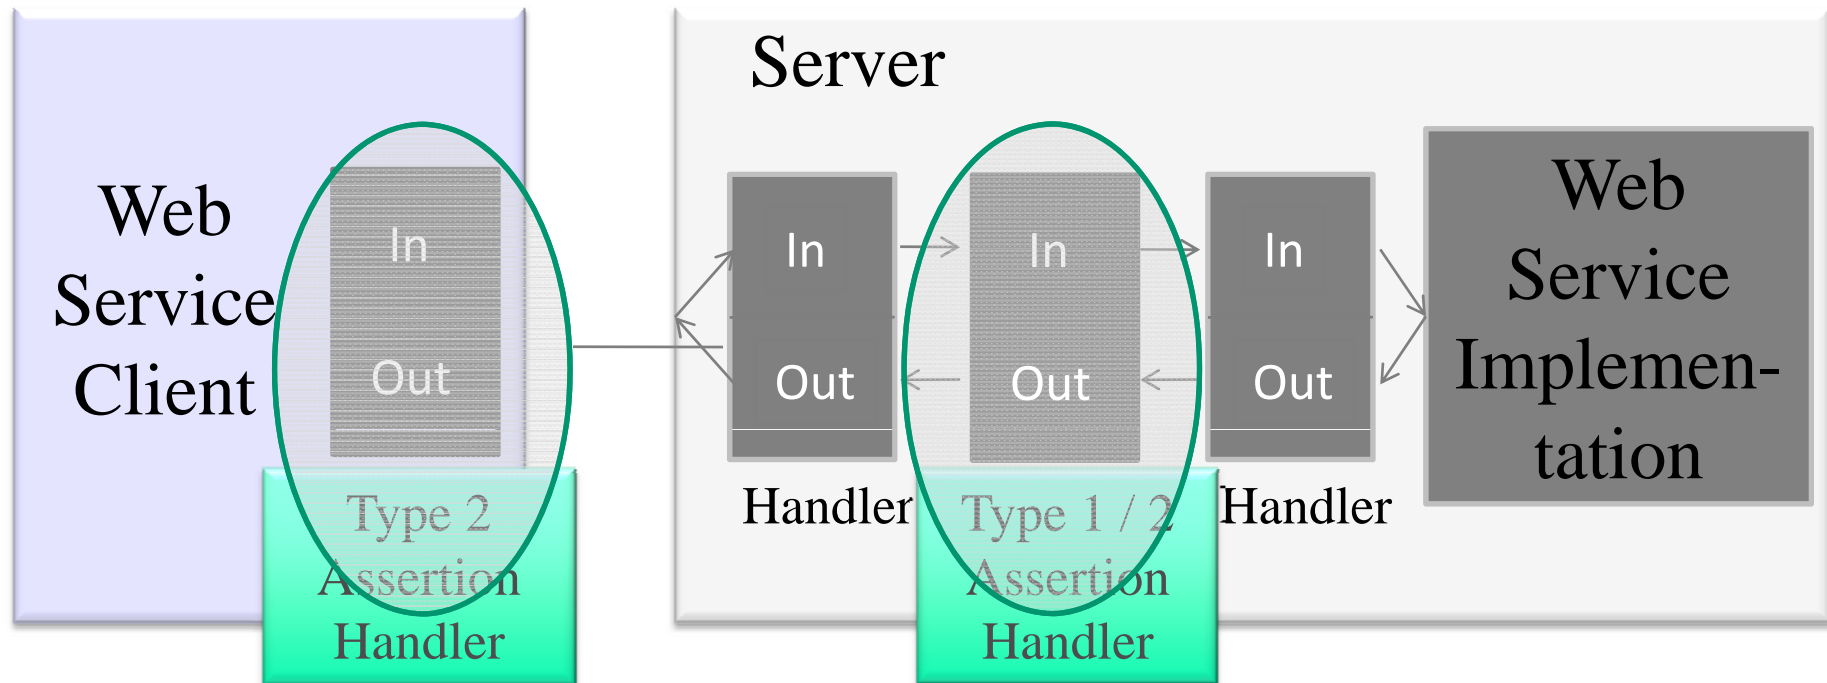 Server
Web
Service
Client
In
Out
Type 2
Assertion
Handler
In
Out
Handler
In
Out
Type 1 / 2
Assertion
Handler
In
Out
Handler
Web
Service
Implemen-
tation